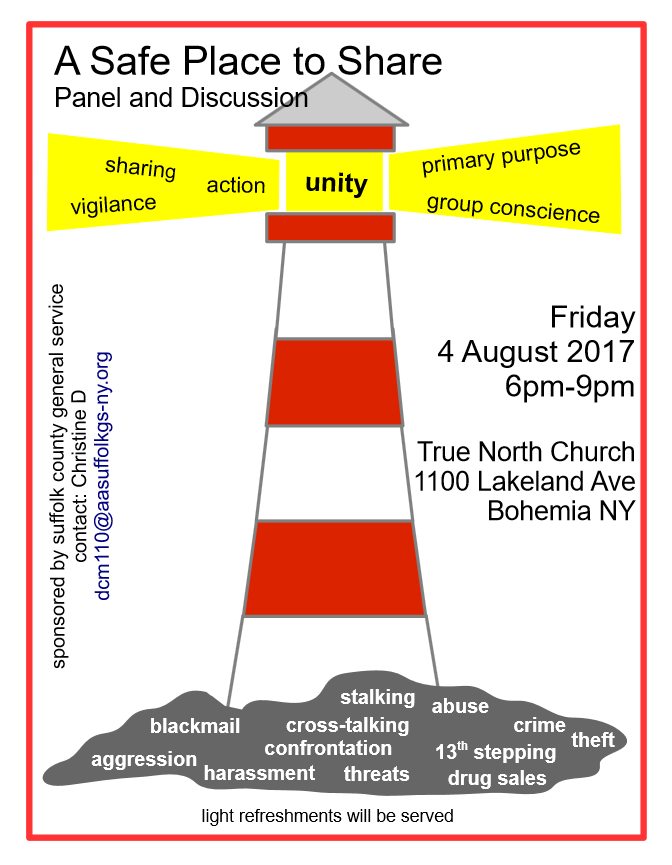 A Safe Place to Share
Panel and Discussion
sharing
vigilance
action
unity
primary purpose
group conscience
Friday
4 August 2017
6pm-9pm
True North Church
1100 Lakeland Ave
Bohemia NY
sponsored by suffolk county general service
contact: Christine D
dcm110@aasuffolkgs-ny.org
stalking
abuse
blackmail
cross-talking
crime
theft
confrontation
13th stepping
aggression
harassment
threats
drug sales
light refreshments will be served